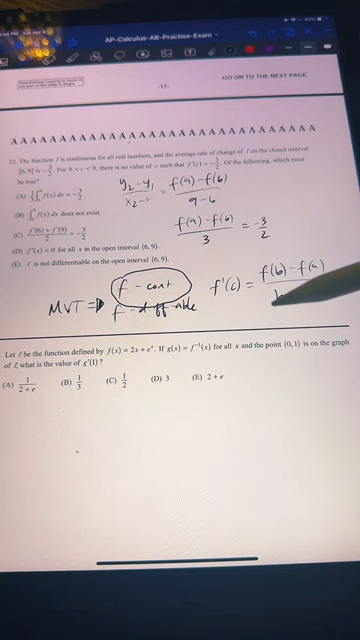 AP-Calculus-AB-Practise-Exam
-17-
GO ON TO THE NEXT PAGE.
A A A A A A A A A A A A A A A A A A A A A A A A A A A A A A
22. The function f is continuous for all real numbers, and the average rate of change of f on the closed interval
[6, 9] is -3/2. For 6 < c < 9, there is no value of c such that f'(c) = -3/2. Of the following, which must
be true?
(A) 1/3 ∫ f(x) dx = -3/2
(B) ∫ f(x) dx does not exist.
(C) f'(6) + f'(9) / 2 = -3/2
(D) f'(x) < 0 for all x in the open interval (6, 9).
(E) f is not differentiable on the open interval (6, 9).
y2 - y1 / x2 - = f(9) - f(6) / 9 - 6
f(9) - f(6) / 3 = -3/2
MVT ⇒ f - cont
f - diff able
f'(c) = f(b) - f(a)
Let f be the function defined by f(x) = 2x + e^x. If g(x) = f^-1(x) for all x and the point (0, 1) is on the graph
of f, what is the value of g'(1)?
(A) 1/(2 + e) (B) 1/3 (C) 1/2 (D) 3 (E) 2 + e